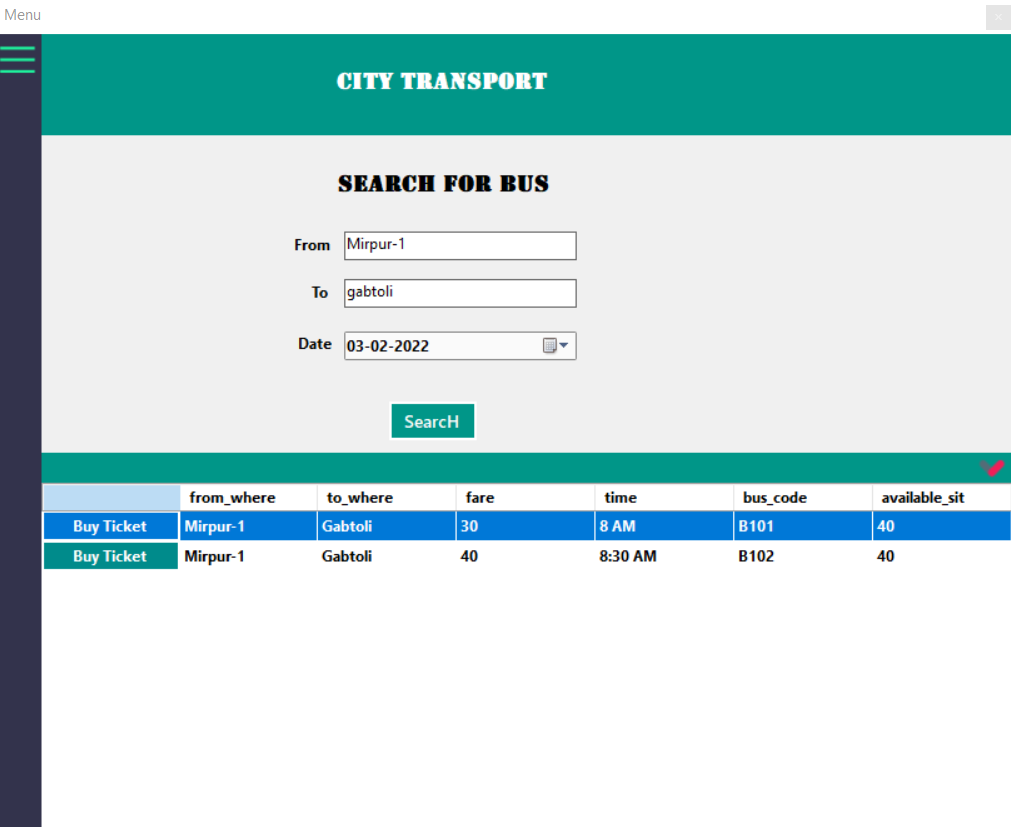 Menu
CITY TRANSPORT
SEARCH FOR BUS
From Mirpur-1
To gabtoli
Date 03-02-2022
SearcH
from_where to_where fare time bus_code available_sit
Buy Ticket Mirpur-1 Gabtoli 30 8 AM B101 40
Buy Ticket Mirpur-1 Gabtoli 40 8:30 AM B102 40